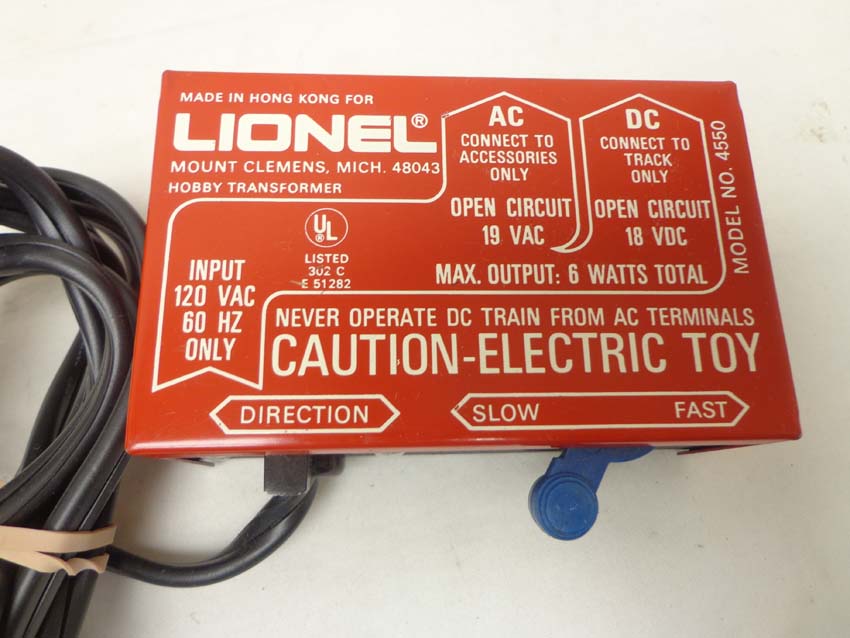 MADE IN HONG KONG FOR
LIONEL®
MOUNT CLEMENS, MICH. 48043
HOBBY TRANSFORMER
AC
CONNECT TO
ACCESSORIES
ONLY
OPEN CIRCUIT
19 VAC
DC
CONNECT TO
TRACK
ONLY
OPEN CIRCUIT
18 VDC
MODEL NO. 4550
UL®
LISTED
302 C
E 51282
MAX. OUTPUT: 6 WATTS TOTAL
INPUT
120 VAC
60 HZ
ONLY
NEVER OPERATE DC TRAIN FROM AC TERMINALS
CAUTION-ELECTRIC TOY
DIRECTION
SLOW FAST